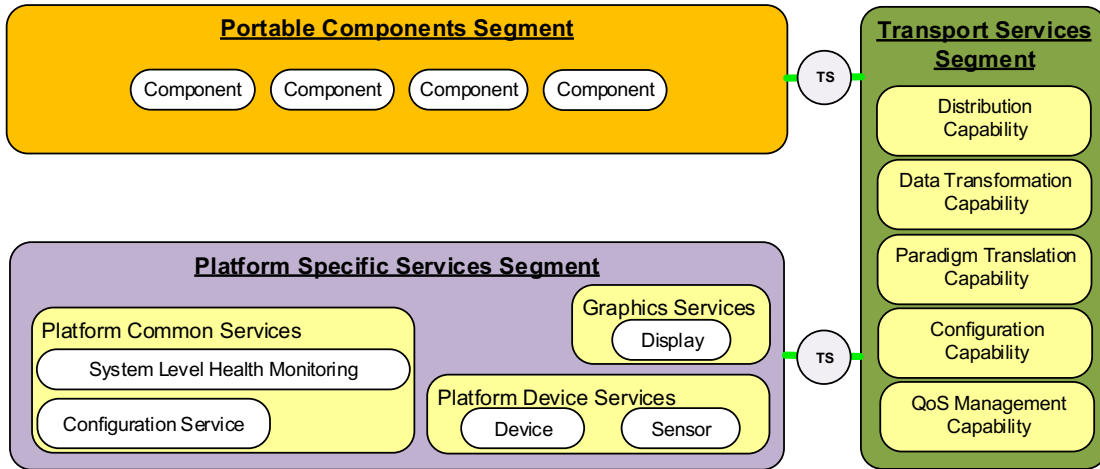 Portable Components Segment
Component
Component
Component
Component
TS
Transport Services
Segment
Distribution
Capability
Data Transformation
Capability
Paradigm Translation
Capability
Configuration
Capability
QoS Management
Capability
Platform Specific Services Segment
Platform Common Services
System Level Health Monitoring
Configuration Service
Graphics Services
Display
Platform Device Services
Device
Sensor
TS